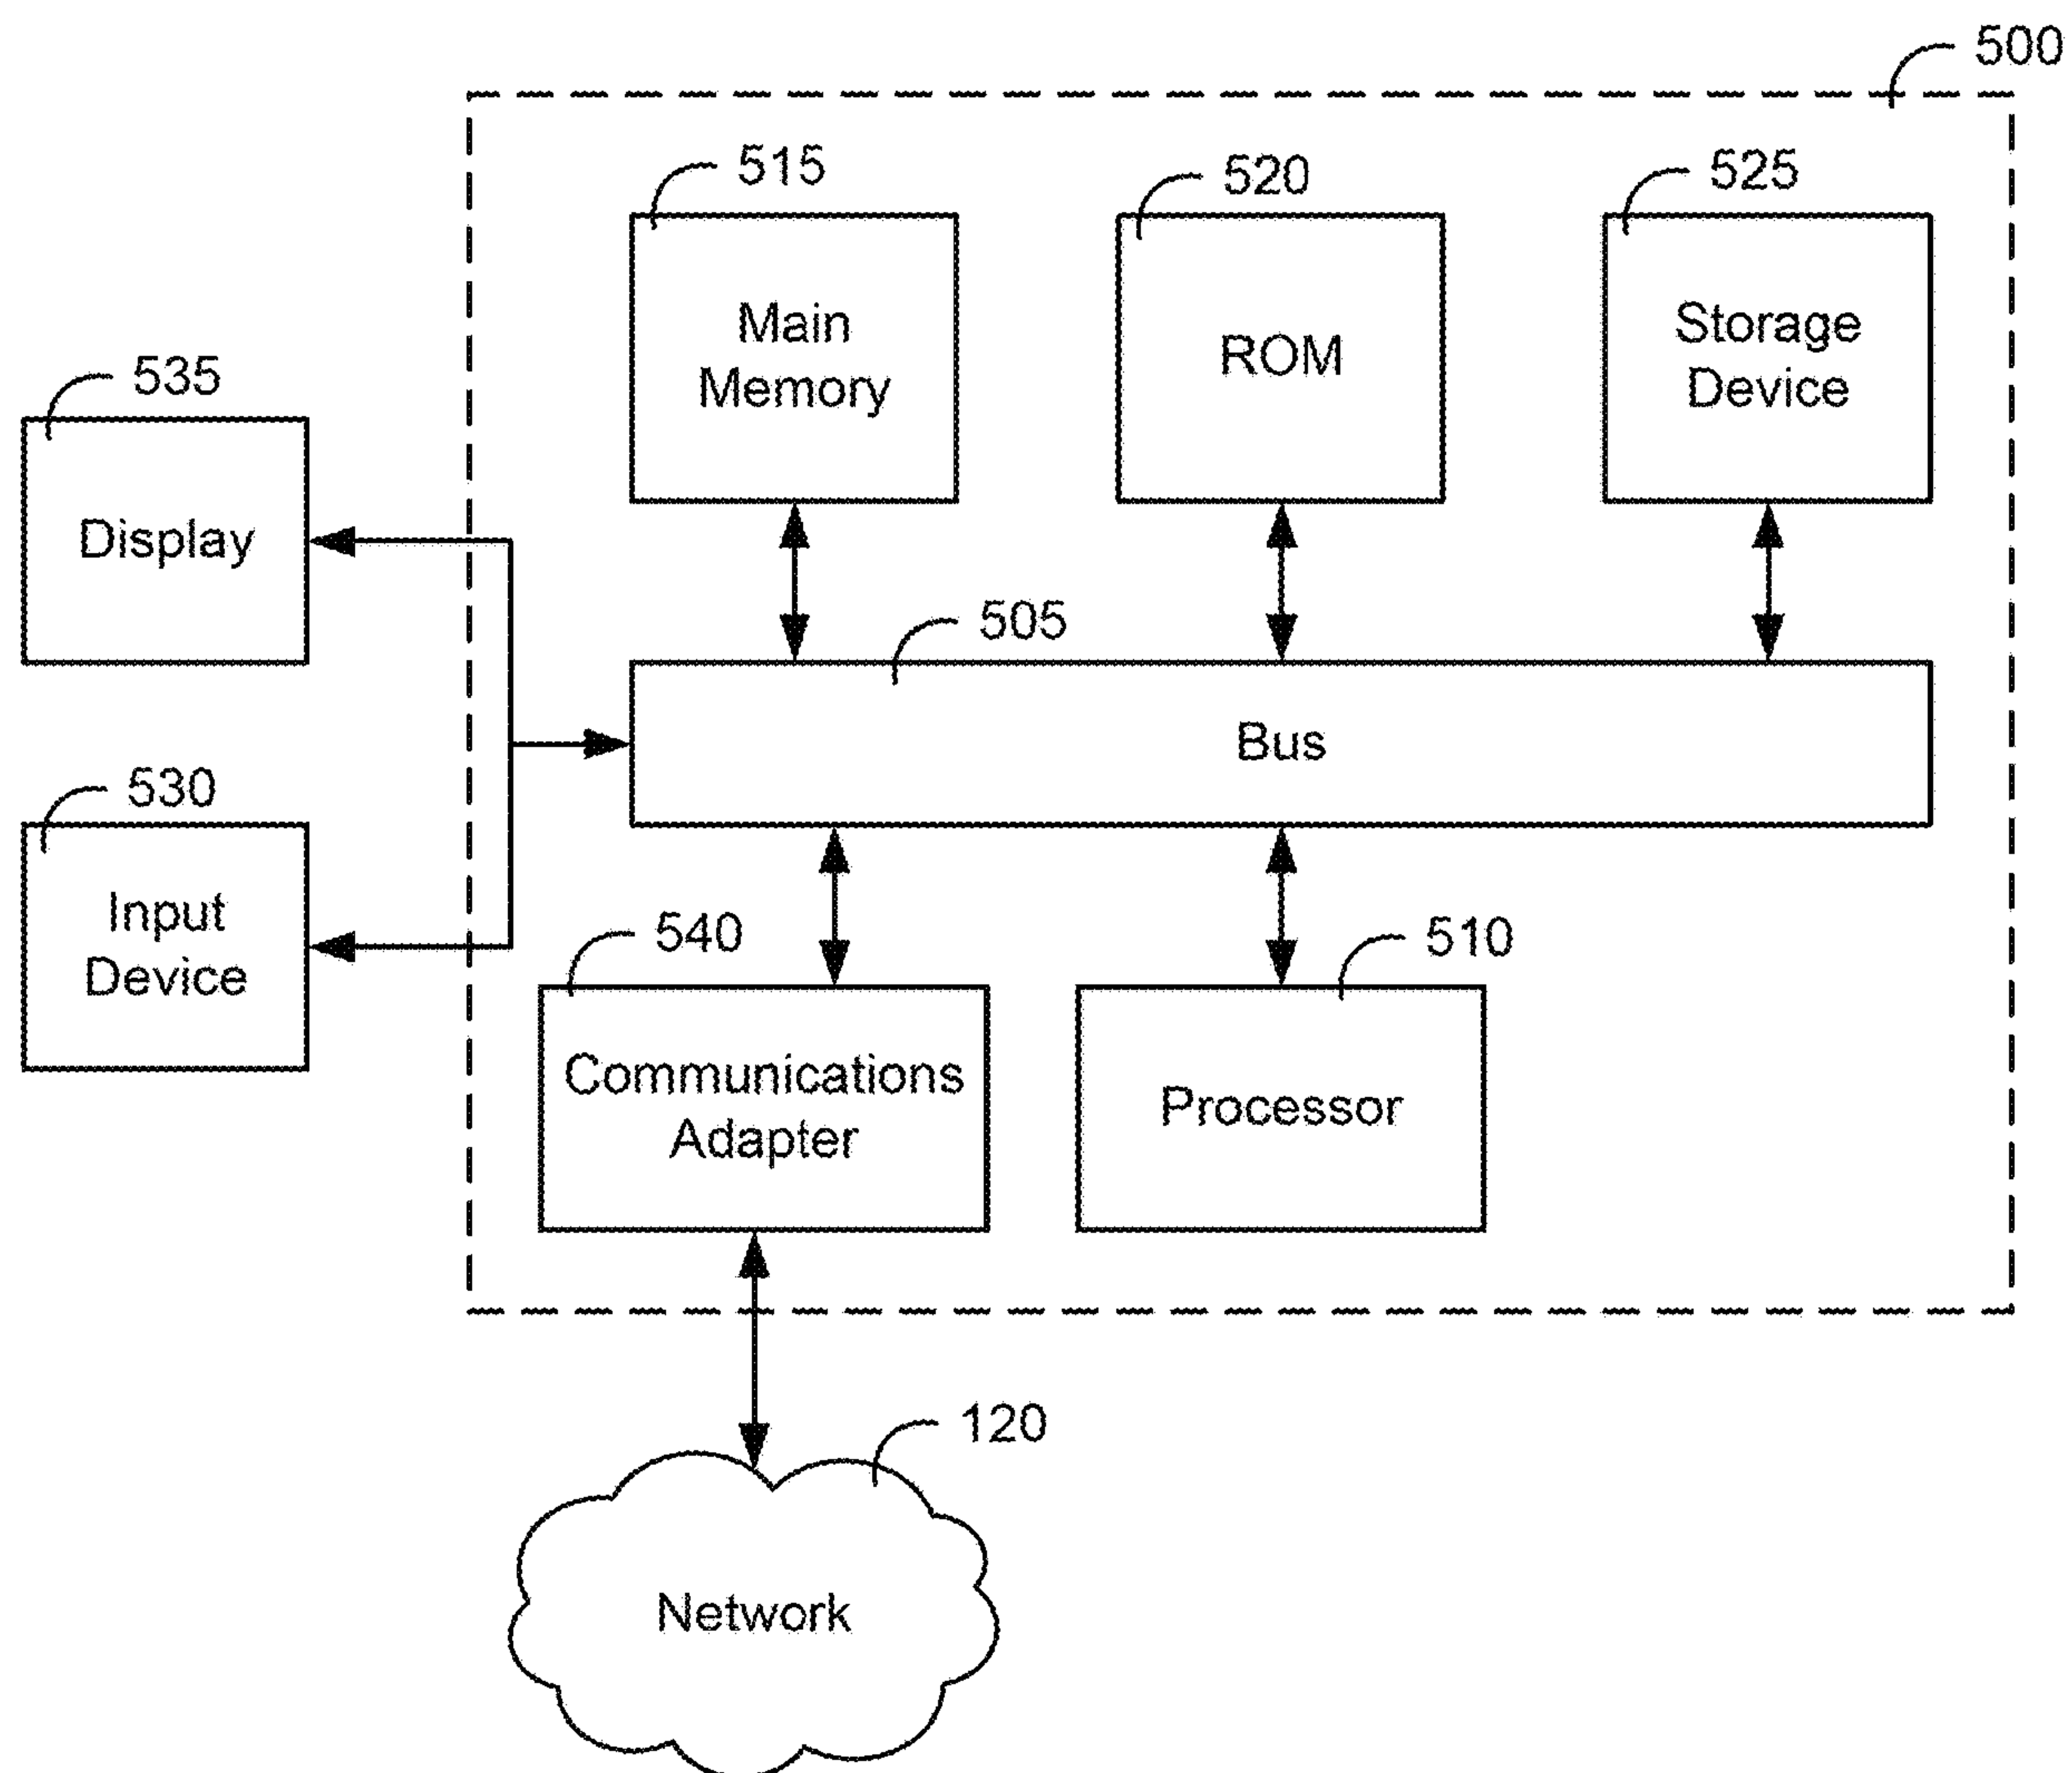 500
515
520
525
Main
Memory
ROM
Storage
Device
535
Display
505
Bus
530
Input
Device
540
510
Communications
Adapter
Processor
120
Network